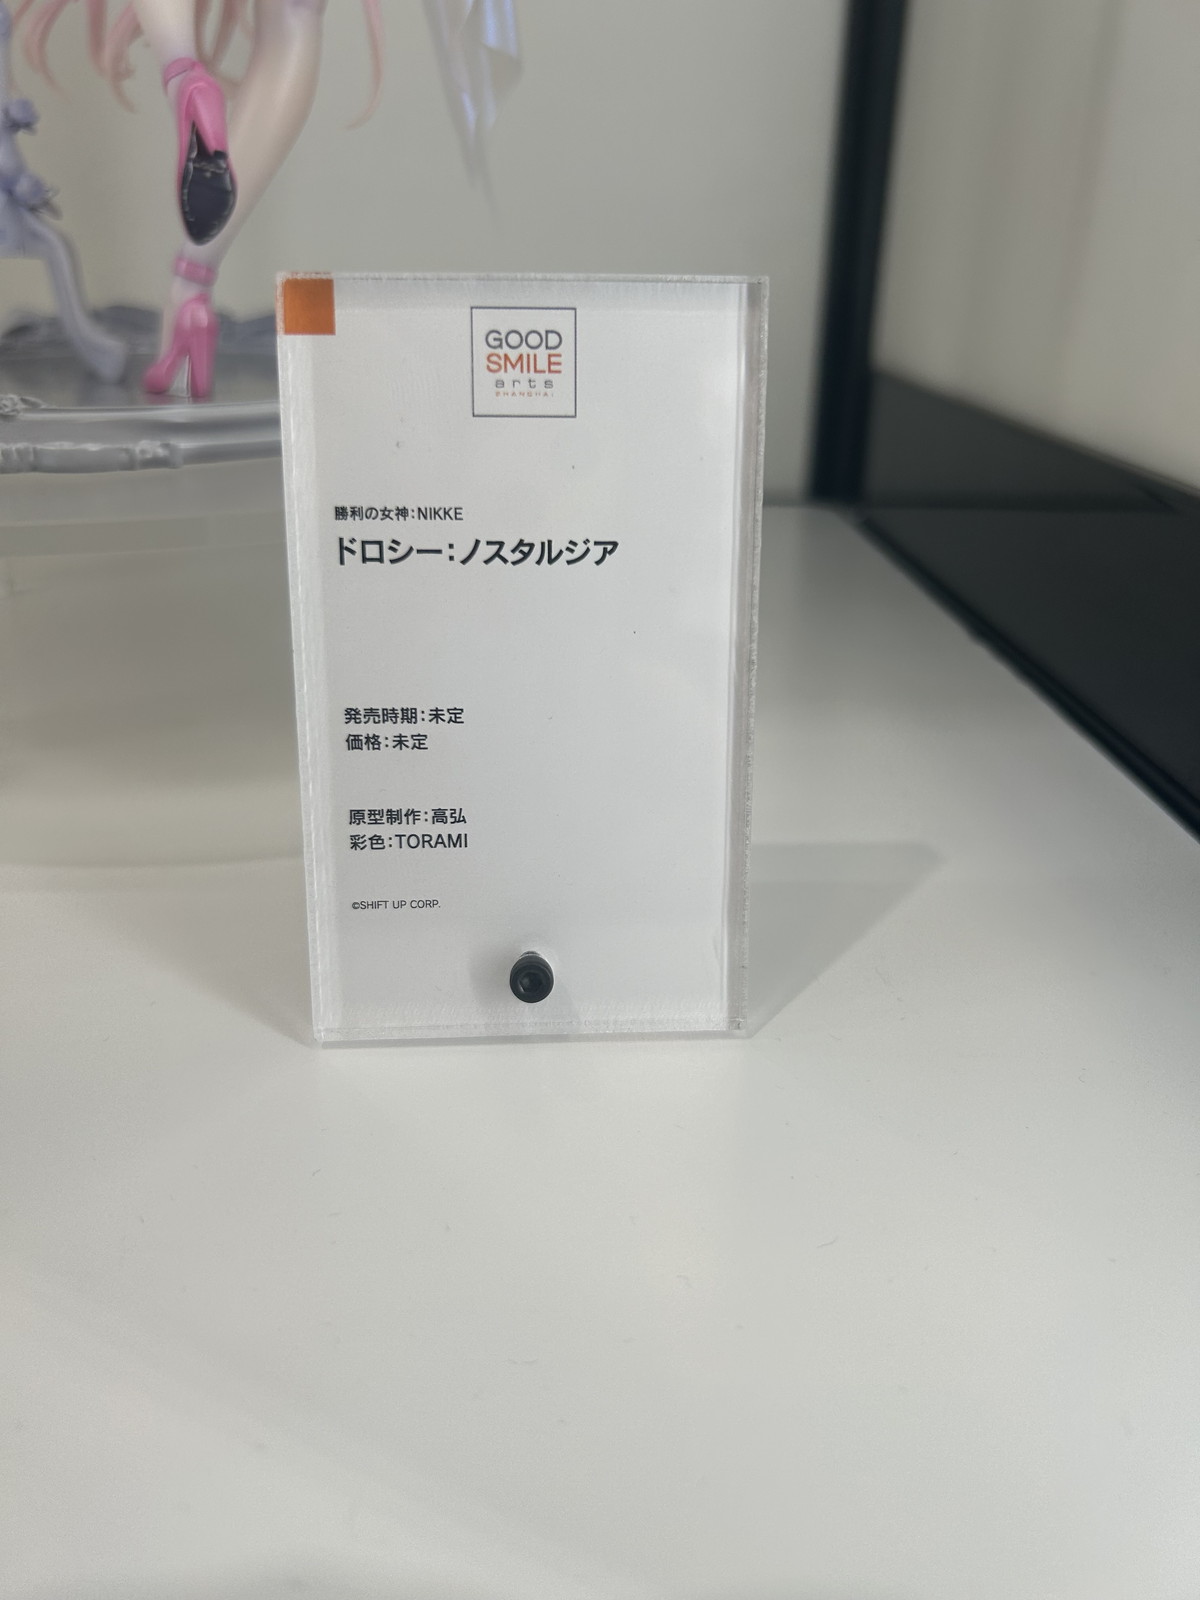 GOOD
SMILE
arts
SHANGHAI
勝利の女神:NIKKE
ドロシー:ノスタルジア
発売時期:未定
価格:未定
原型制作:高弘
彩色:TORAMI
©SHIFT UP CORP.